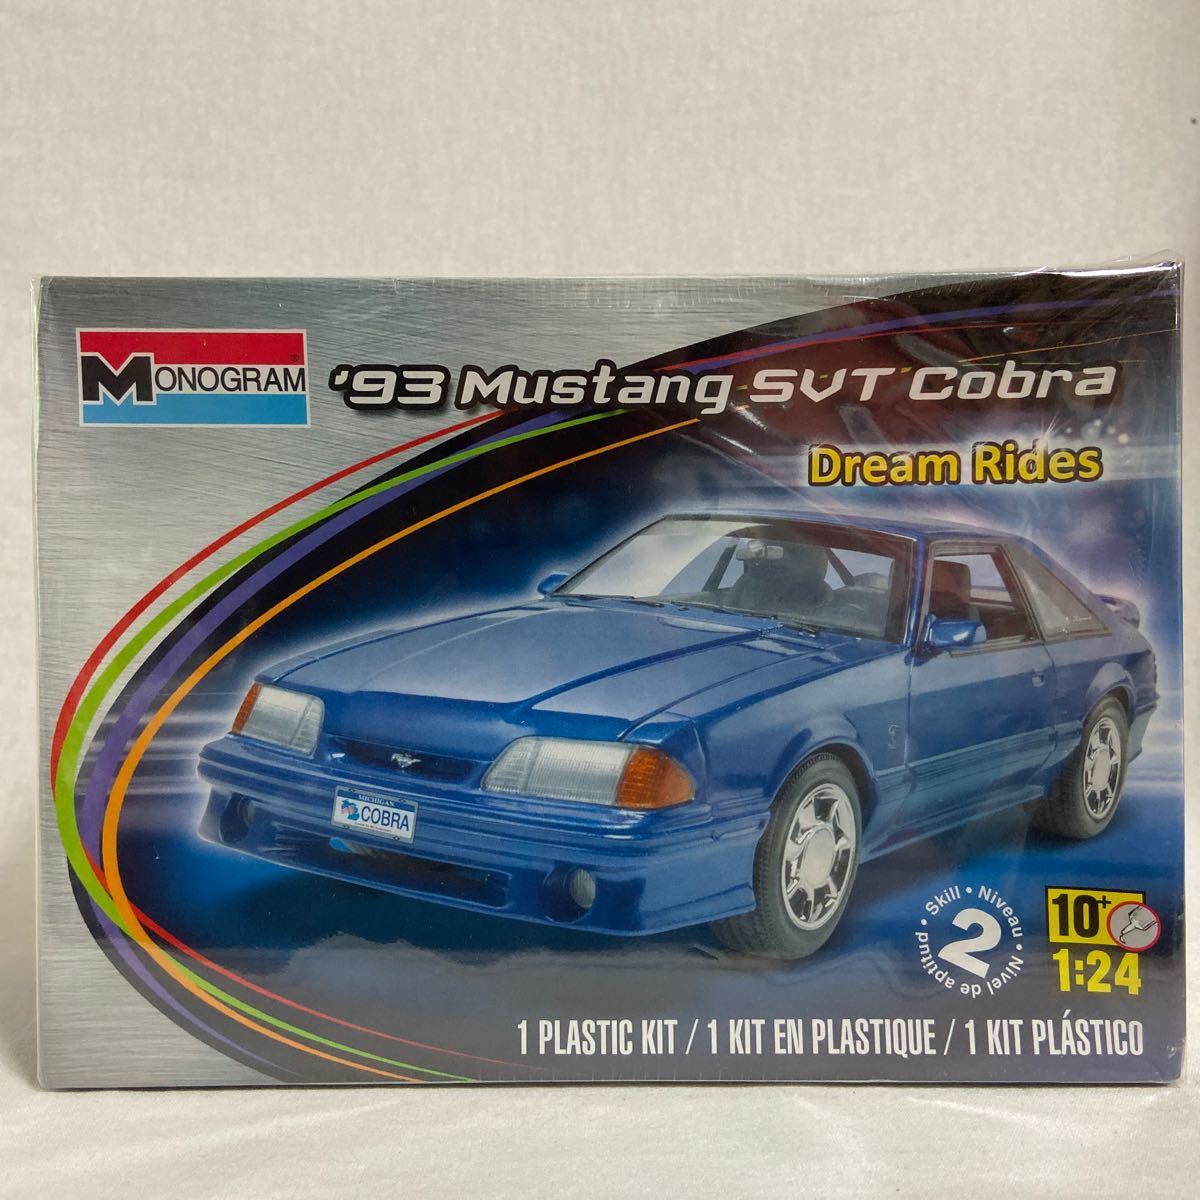 MONOGRAM®
'93 Mustang SVT Cobra
Dream Rides
MICHIGAN
COBRA
Skill • Niveau • Nivel de aptitud •
2
10+
1:24
1 PLASTIC KIT / 1 KIT EN PLASTIQUE / 1 KIT PLÁSTICO